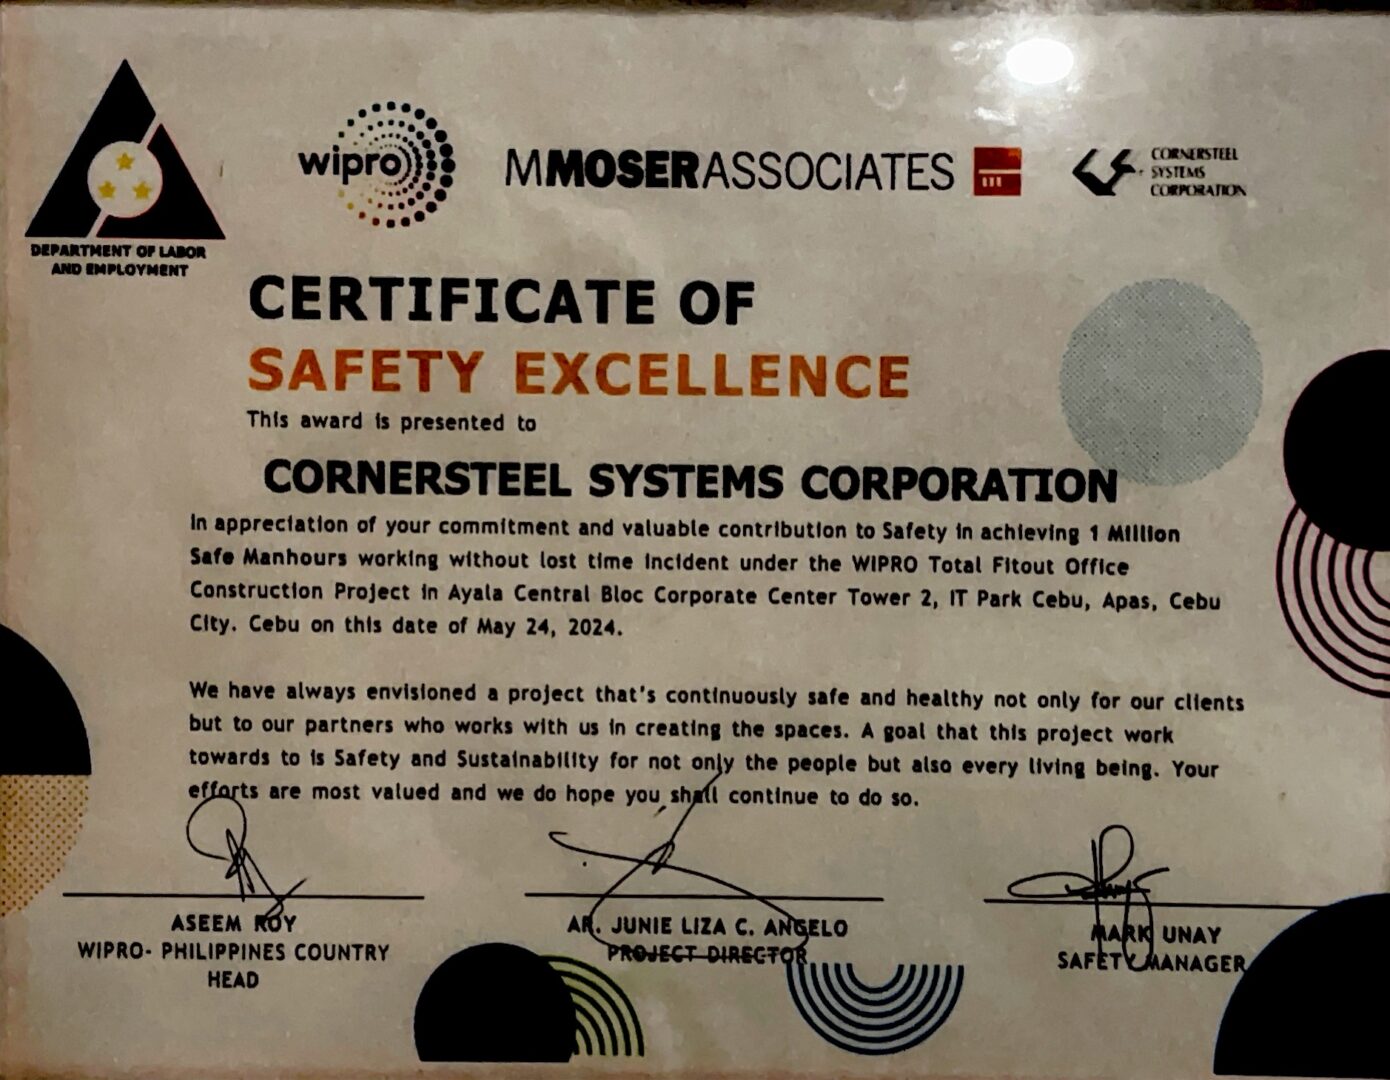 DEPARTMENT OF LABOR
AND EMPLOYMENT
wipro
MMOSERASSOCIATES
CORNERSTEEL
SYSTEMS
CORPORATION
CERTIFICATE OF
SAFETY EXCELLENCE
This award is presented to
CORNERSTEEL SYSTEMS CORPORATION
In appreciation of your commitment and valuable contribution to Safety in achieving 1 Million
Safe Manhours working without lost time incident under the WIPRO Total Fitout Office
Construction Project in Ayala Central Bloc Corporate Center Tower 2, IT Park Cebu, Apas, Cebu
City. Cebu on this date of May 24, 2024.
We have always envisioned a project that's continuously safe and healthy not only for our clients
but to our partners who works with us in creating the spaces. A goal that this project work
towards to is Safety and Sustainability for not only the people but also every living being. Your
efforts are most valued and we do hope you shall continue to do so.
ASEEM ROY
WIPRO- PHILIPPINES COUNTRY
HEAD
AR. JUNIE LIZA C. ANGELO
PROJECT DIRECTOR
MARK UNAY
SAFETY MANAGER